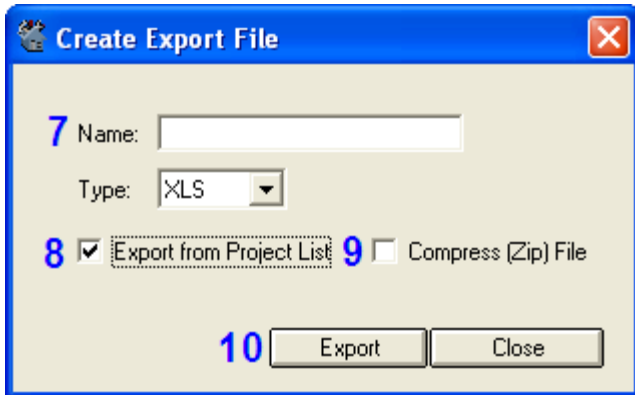 Create Export File
7 Name:
Type: XLS
8 Export from Project List 9 Compress (Zip) File
10 Export Close